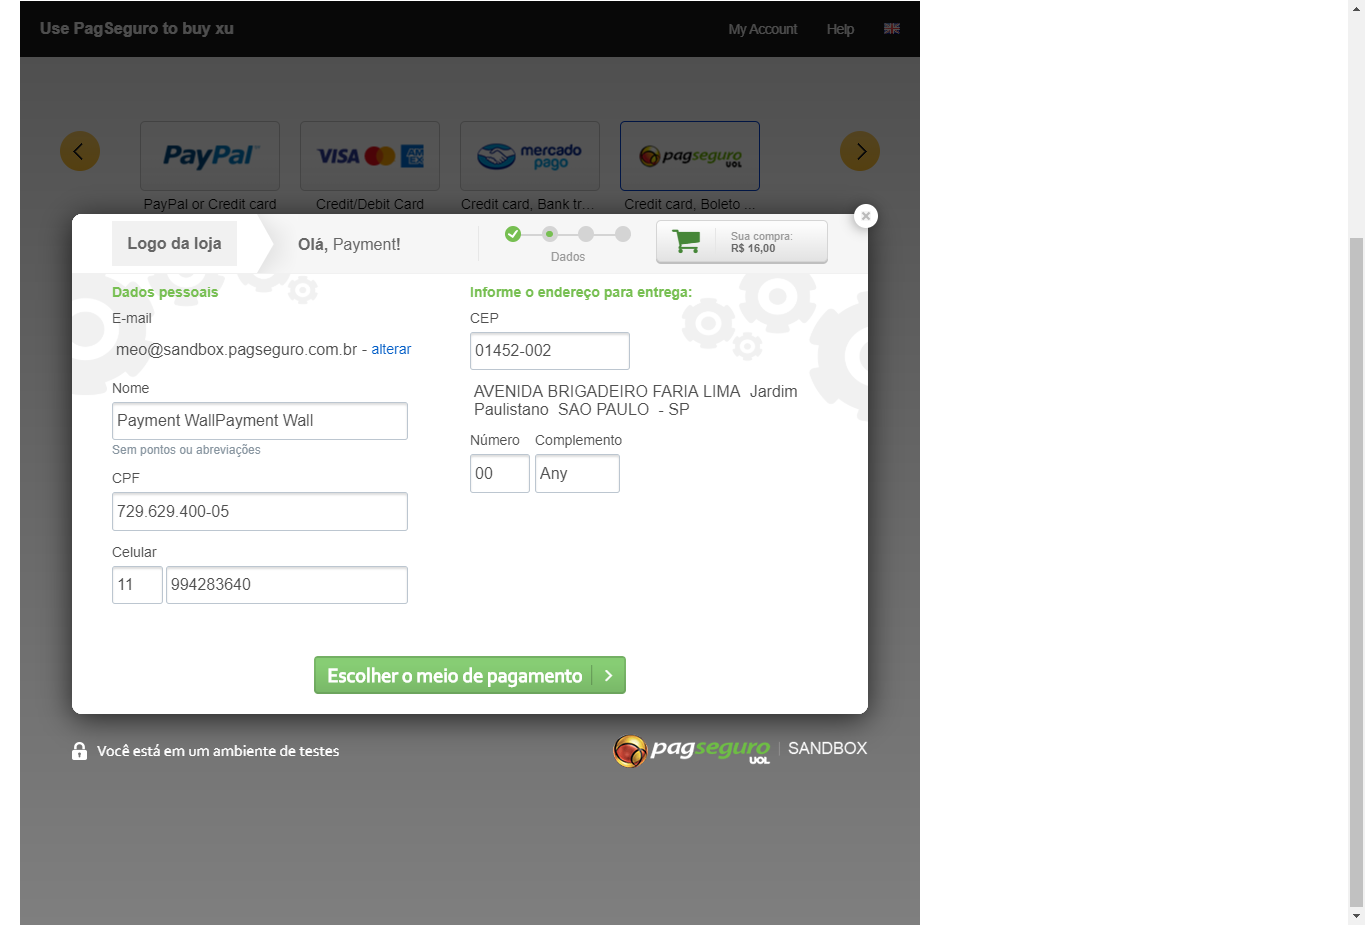 Use PagSeguro to buy xu
My Account Help
PayPal
VISA AMEX
mercado pago
pagseguro UOL
PayPal or Credit card
Credit/Debit Card
Credit card, Bank tr...
Credit card, Boleto ...
Logo da loja
Olá, Payment!
Dados
Sua compra:
R$ 16,00
Dados pessoais
E-mail
meo@sandbox.pagseguro.com.br - alterar
Nome
Payment WallPayment Wall
Sem pontos ou abreviações
CPF
729.629.400-05
Celular
11 994283640
Informe o endereço para entrega:
CEP
01452-002
AVENIDA BRIGADEIRO FARIA LIMA Jardim
Paulistano SAO PAULO - SP
Número Complemento
00 Any
Escolher o meio de pagamento
Você está em um ambiente de testes
pagseguro UOL SANDBOX